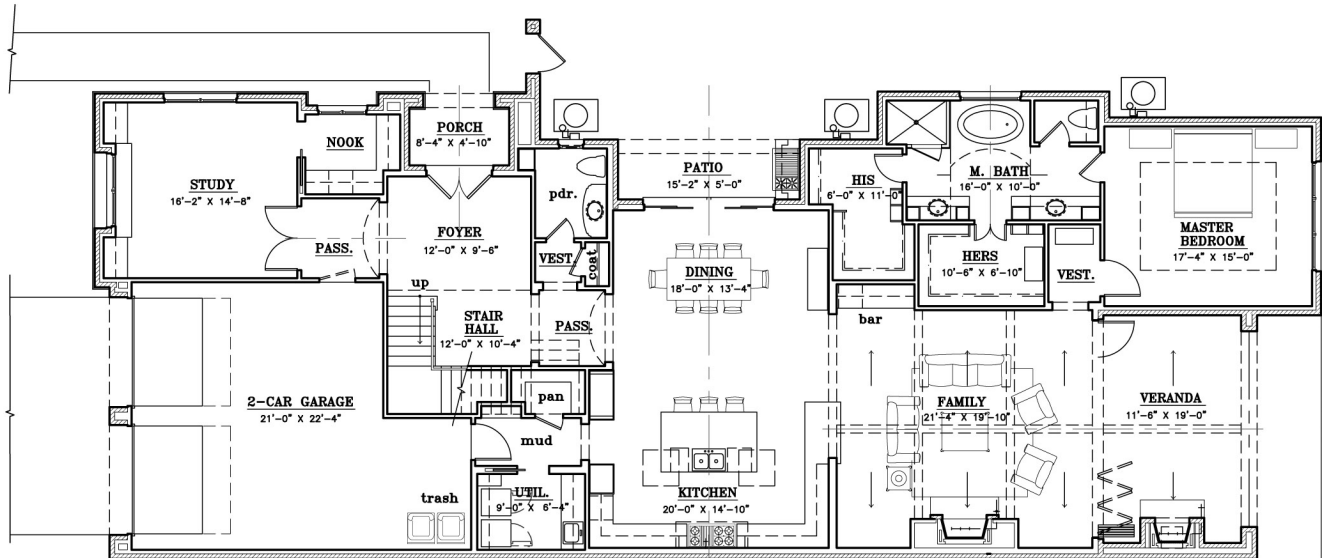 PORCH
8'-4" X 4'-10"
NOOK
STUDY
16'-2" X 14'-8"
PASS.
FOYER
12'-0" X 9'-6"
pdr.
VEST.
coat
PATIO
15'-2" X 5'-0"
HIS
6'-0" X 11'-0"
M. BATH
16'-0" X 10'-0"
HERS
10'-6" X 6'-10"
VEST.
MASTER
BEDROOM
17'-4" X 15'-0"
DINING
18'-0" X 13'-4"
up
STAIR
HALL
12'-0" X 10'-4"
PASS.
bar
2-CAR GARAGE
21'-0" X 22'-4"
pan
mud
FAMILY
21'-4" X 19'-10"
VERANDA
11'-6" X 19'-0"
trash
UTIL.
9'-0" X 6'-4"
KITCHEN
20'-0" X 14'-10"